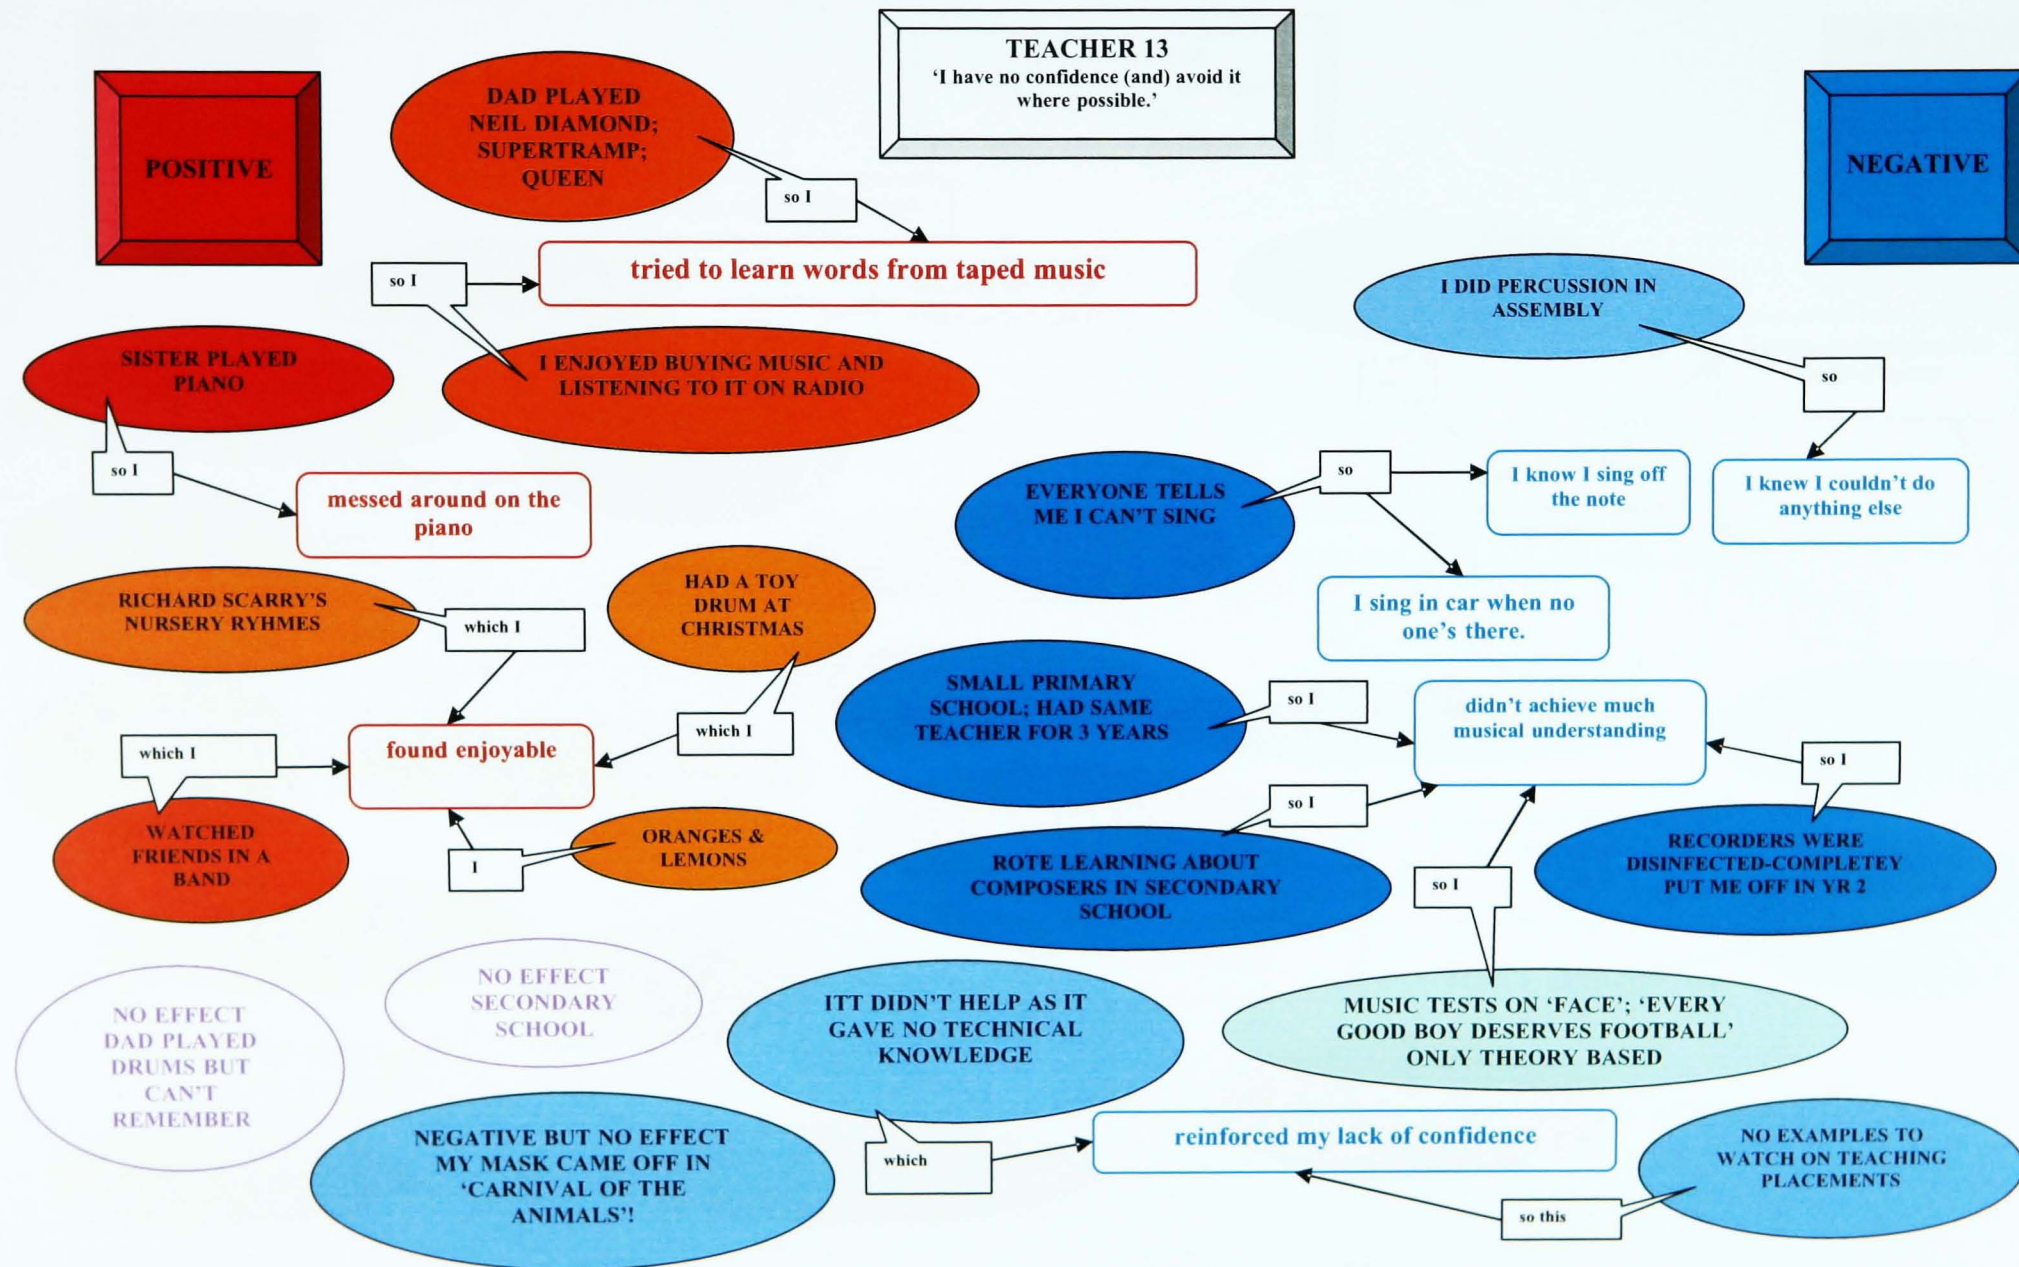 TEACHER 13
‘I have no confidence (and) avoid it
where possible.’
POSITIVE
NEGATIVE
DAD PLAYED
NEIL DIAMOND;
SUPERTRAMP;
QUEEN
so I
tried to learn words from taped music
so I
I ENJOYED BUYING MUSIC AND
LISTENING TO IT ON RADIO
SISTER PLAYED
PIANO
so I
messed around on the
piano
RICHARD SCARRY’S
NURSERY RYHMES
which I
HAD A TOY
DRUM AT
CHRISTMAS
which I
found enjoyable
which I
WATCHED
FRIENDS IN A
BAND
I
ORANGES &
LEMONS
I DID PERCUSSION IN
ASSEMBLY
so
I knew I couldn’t do
anything else
EVERYONE TELLS
ME I CAN’T SING
so
I know I sing off
the note
I sing in car when no
one’s there.
SMALL PRIMARY
SCHOOL; HAD SAME
TEACHER FOR 3 YEARS
so I
didn’t achieve much
musical understanding
so I
RECORDERS WERE
DISINFECTED-COMPLETEY
PUT ME OFF IN YR 2
so I
ROTE LEARNING ABOUT
COMPOSERS IN SECONDARY
SCHOOL
so I
MUSIC TESTS ON ‘FACE’; ‘EVERY
GOOD BOY DESERVES FOOTBALL’
ONLY THEORY BASED
NO EFFECT
DAD PLAYED
DRUMS BUT
CAN’T
REMEMBER
NO EFFECT
SECONDARY
SCHOOL
NEGATIVE BUT NO EFFECT
MY MASK CAME OFF IN
‘CARNIVAL OF THE
ANIMALS’!
ITT DIDN’T HELP AS IT
GAVE NO TECHNICAL
KNOWLEDGE
which
reinforced my lack of confidence
so this
NO EXAMPLES TO
WATCH ON TEACHING
PLACEMENTS